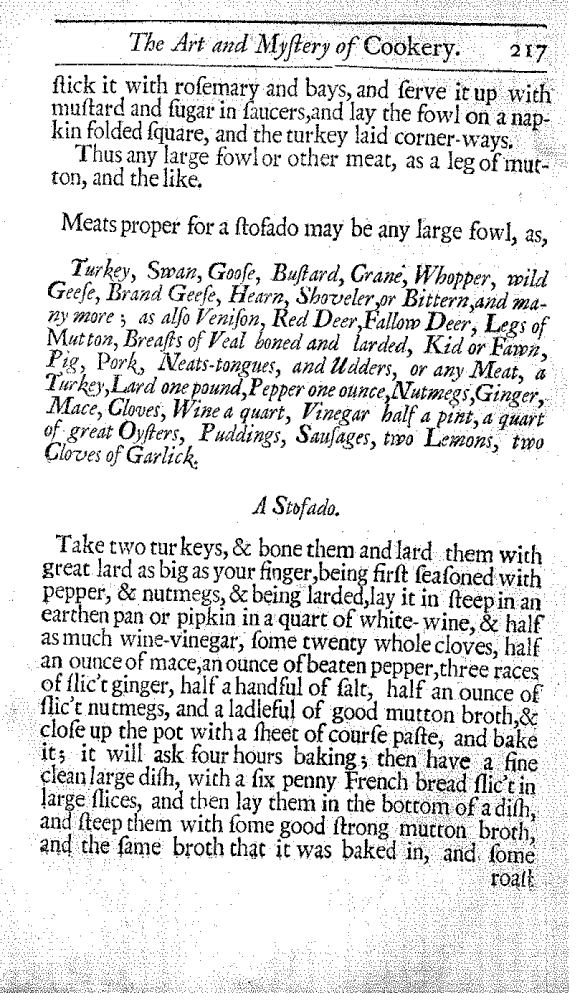 The Art and Myſtery of Cookery. 217
ſtick it with roſemary and bays, and ſerve it up with
muſtard and ſugar in ſaucers,and lay the fowl on a nap-
kin folded ſquare, and the turkey laid corner-ways.
Thus any large fowl or other meat, as a leg of mut-
ton, and the like.
Meats proper for a ſtofado may be any large fowl, as,
Turkey, Swan, Gooſe, Buſtard, Crane, Whopper, wild
Geeſe, Brand Geeſe, Hearn, Shoveler,or Bittern,and ma-
ny more ; as alſo Veniſon, Red Deer,Fallow Deer, Legs of
Mutton, Breaſts of Veal boned and larded, Kid or Fawn,
Pig, Pork, Neats-tongues, and Udders, or any Meat, a
Turkey,Lard one pound,Pepper one ounce,Nutmegs,Ginger,
Mace, Cloves, Wine a quart, Vinegar half a pint, a quart
of great Oyſters, Puddings, Sauſages, two Lemons, two
Cloves of Garlick.
A Stofado.
Take two turkeys, & bone them and lard them with
great lard as big as your finger,being firſt ſeaſoned with
pepper, & nutmegs, & being larded,lay it in ſteep in an
earthen pan or pipkin in a quart of white-wine, & half
as much wine-vinegar, ſome twenty whole cloves, half
an ounce of mace,an ounce of beaten pepper,three races
of ſlic't ginger, half a handful of ſalt, half an ounce of
ſlic't nutmegs, and a ladleful of good mutton broth,&
cloſe up the pot with a ſheet of courſe paſte, and bake
it; it will ask four hours baking; then have a fine
clean large diſh, with a ſix penny French bread ſlic't in
large ſlices, and then lay them in the bottom of a diſh,
and ſteep them with ſome good ſtrong mutton broth,
and the ſame broth that it was baked in, and ſome
roaſt